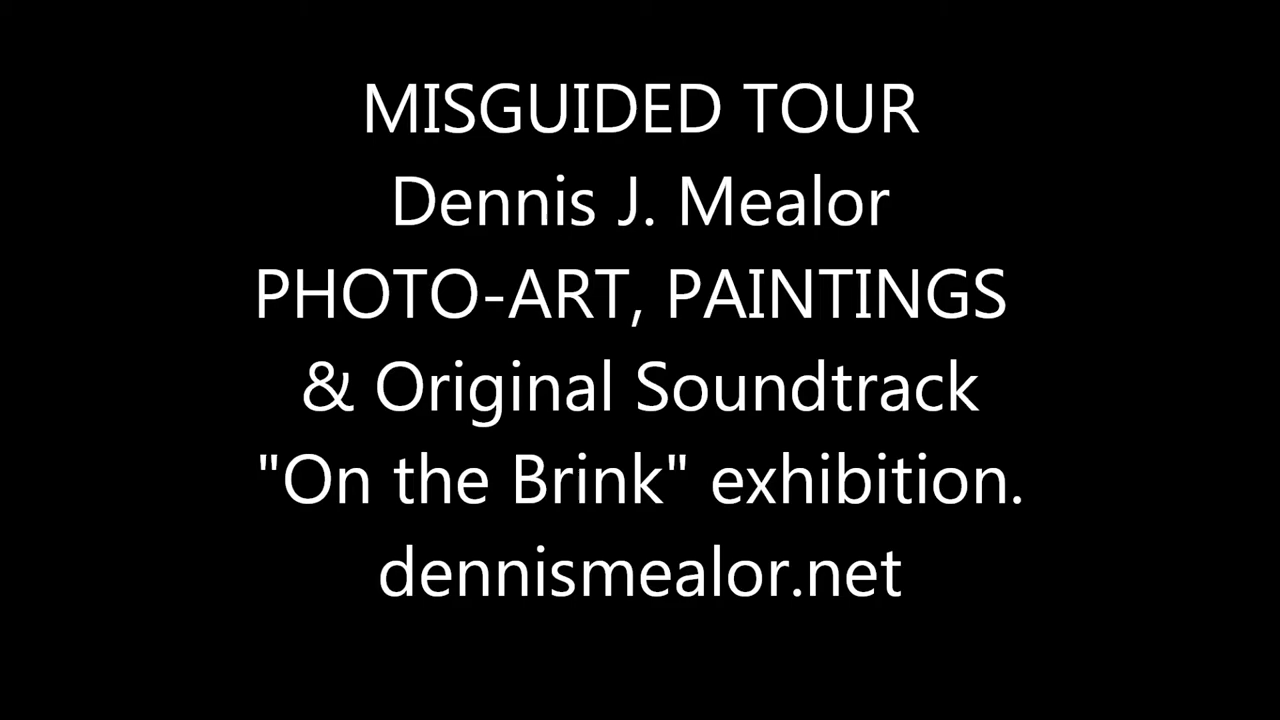 MISGUIDED TOUR
Dennis J. Mealor
PHOTO-ART, PAINTINGS
& Original Soundtrack
"On the Brink" exhibition.
dennismealor.net